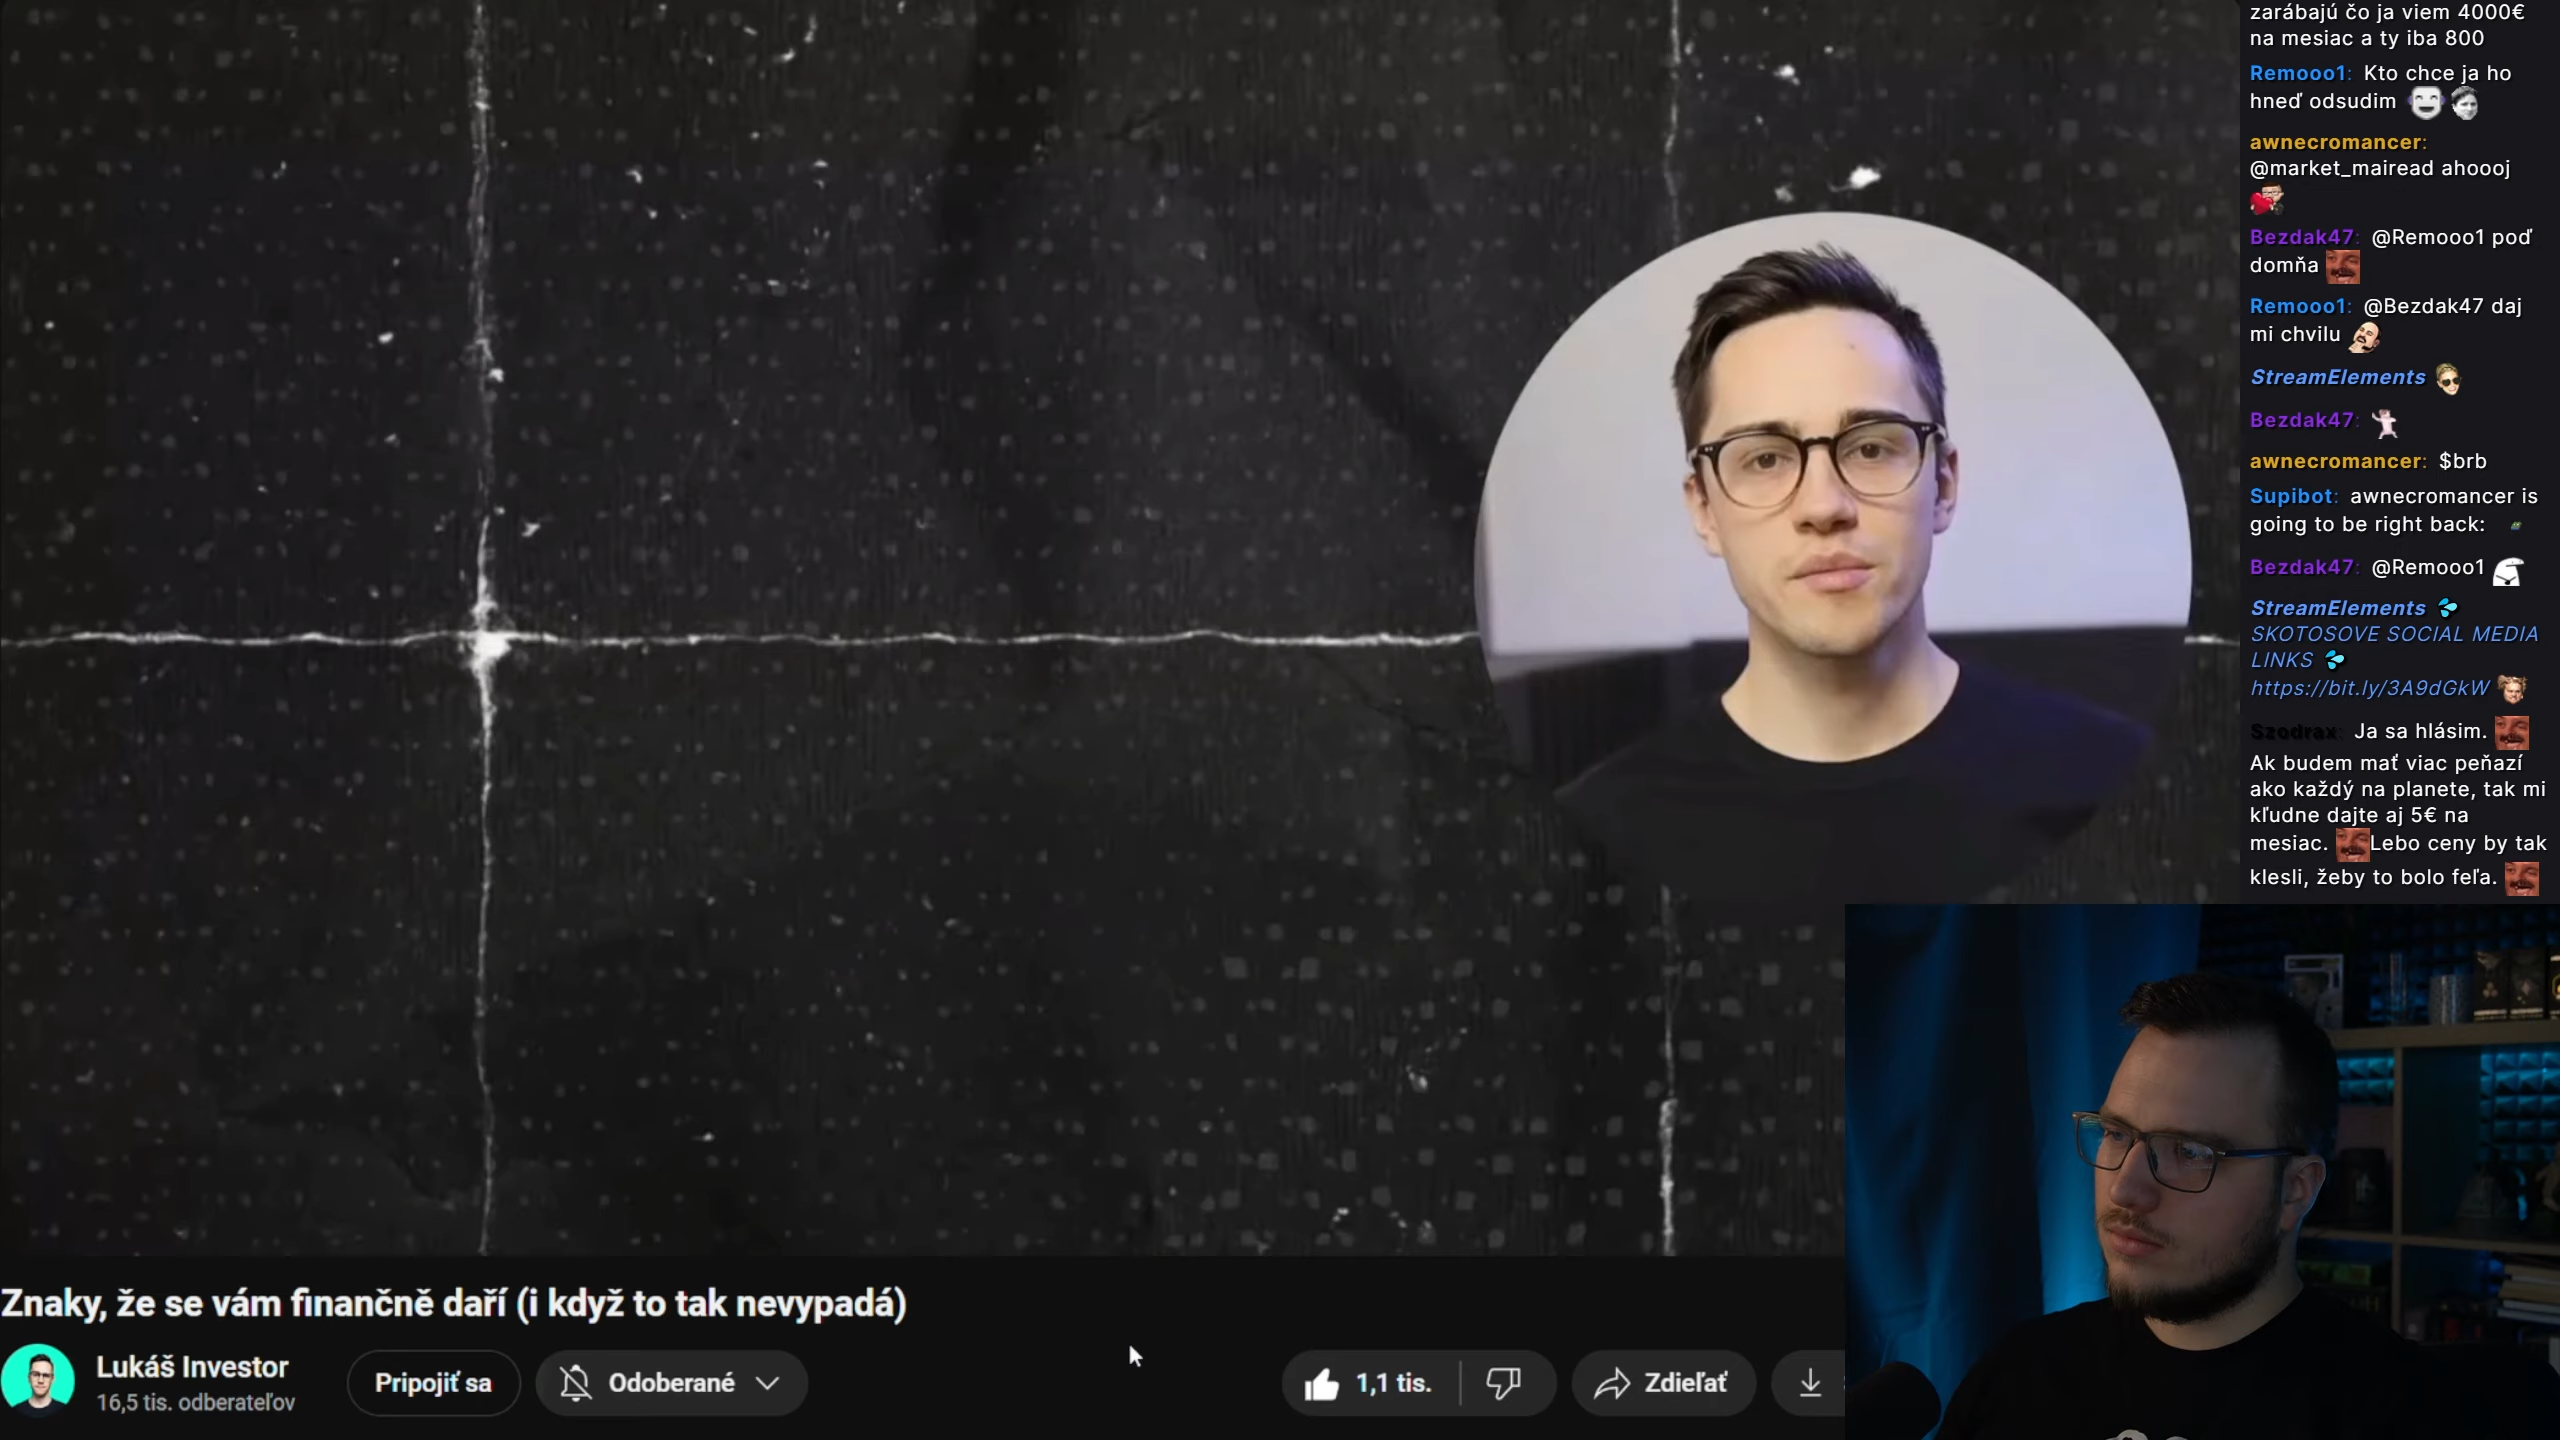 zarábajú čo ja viem 4000€
na mesiac a ty iba 800
Remooo1: Kto chce ja ho
hneď odsudim
awnecromancer:
@market_mairead ahoooj
Bezdak47: @Remooo1 poď
domňa
Remooo1: @Bezdak47 daj
mi chvilu
StreamElements
Bezdak47:
awnecromancer: $brb
Supibot: awnecromancer is
going to be right back:
Bezdak47: @Remooo1
StreamElements
SKOTOSOVE SOCIAL MEDIA
LINKS
https://bit.ly/3A9dGkW
Szodrax: Ja sa hlásim.
Ak budem mať viac peňazí
ako každý na planete, tak mi
kľudne dajte aj 5€ na
mesiac. Lebo ceny by tak
klesli, žeby to bolo feľa.
Znaky, že se vám finančně daří (i když to tak nevypadá)
Lukáš Investor
16,5 tis. odberateľov
Pripojiť sa
Odoberané
1,1 tis.
Zdieľať